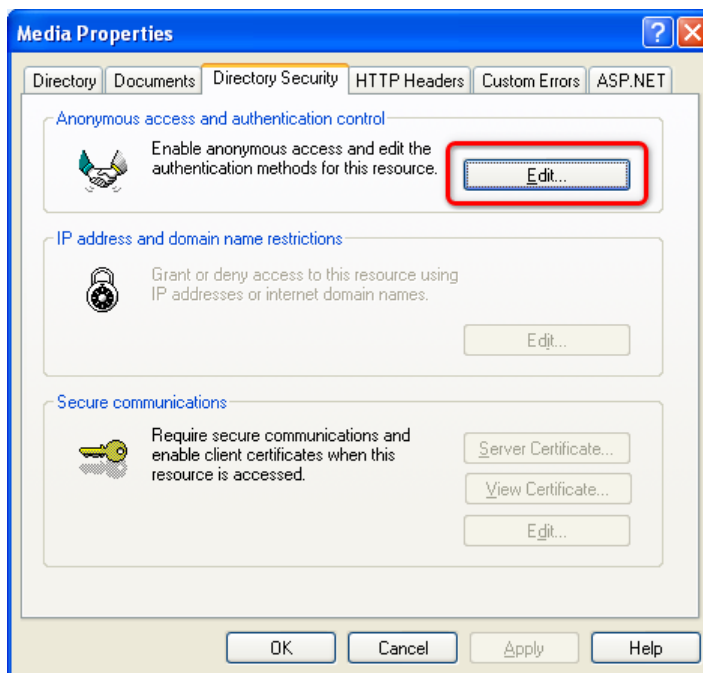 Media Properties
Directory Documents Directory Security HTTP Headers Custom Errors ASP.NET
Anonymous access and authentication control
Enable anonymous access and edit the
authentication methods for this resource.
Edit...
IP address and domain name restrictions
Grant or deny access to this resource using
IP addresses or internet domain names.
Edit...
Secure communications
Require secure communications and
enable client certificates when this
resource is accessed.
Server Certificate...
View Certificate...
Edit...
OK Cancel Apply Help